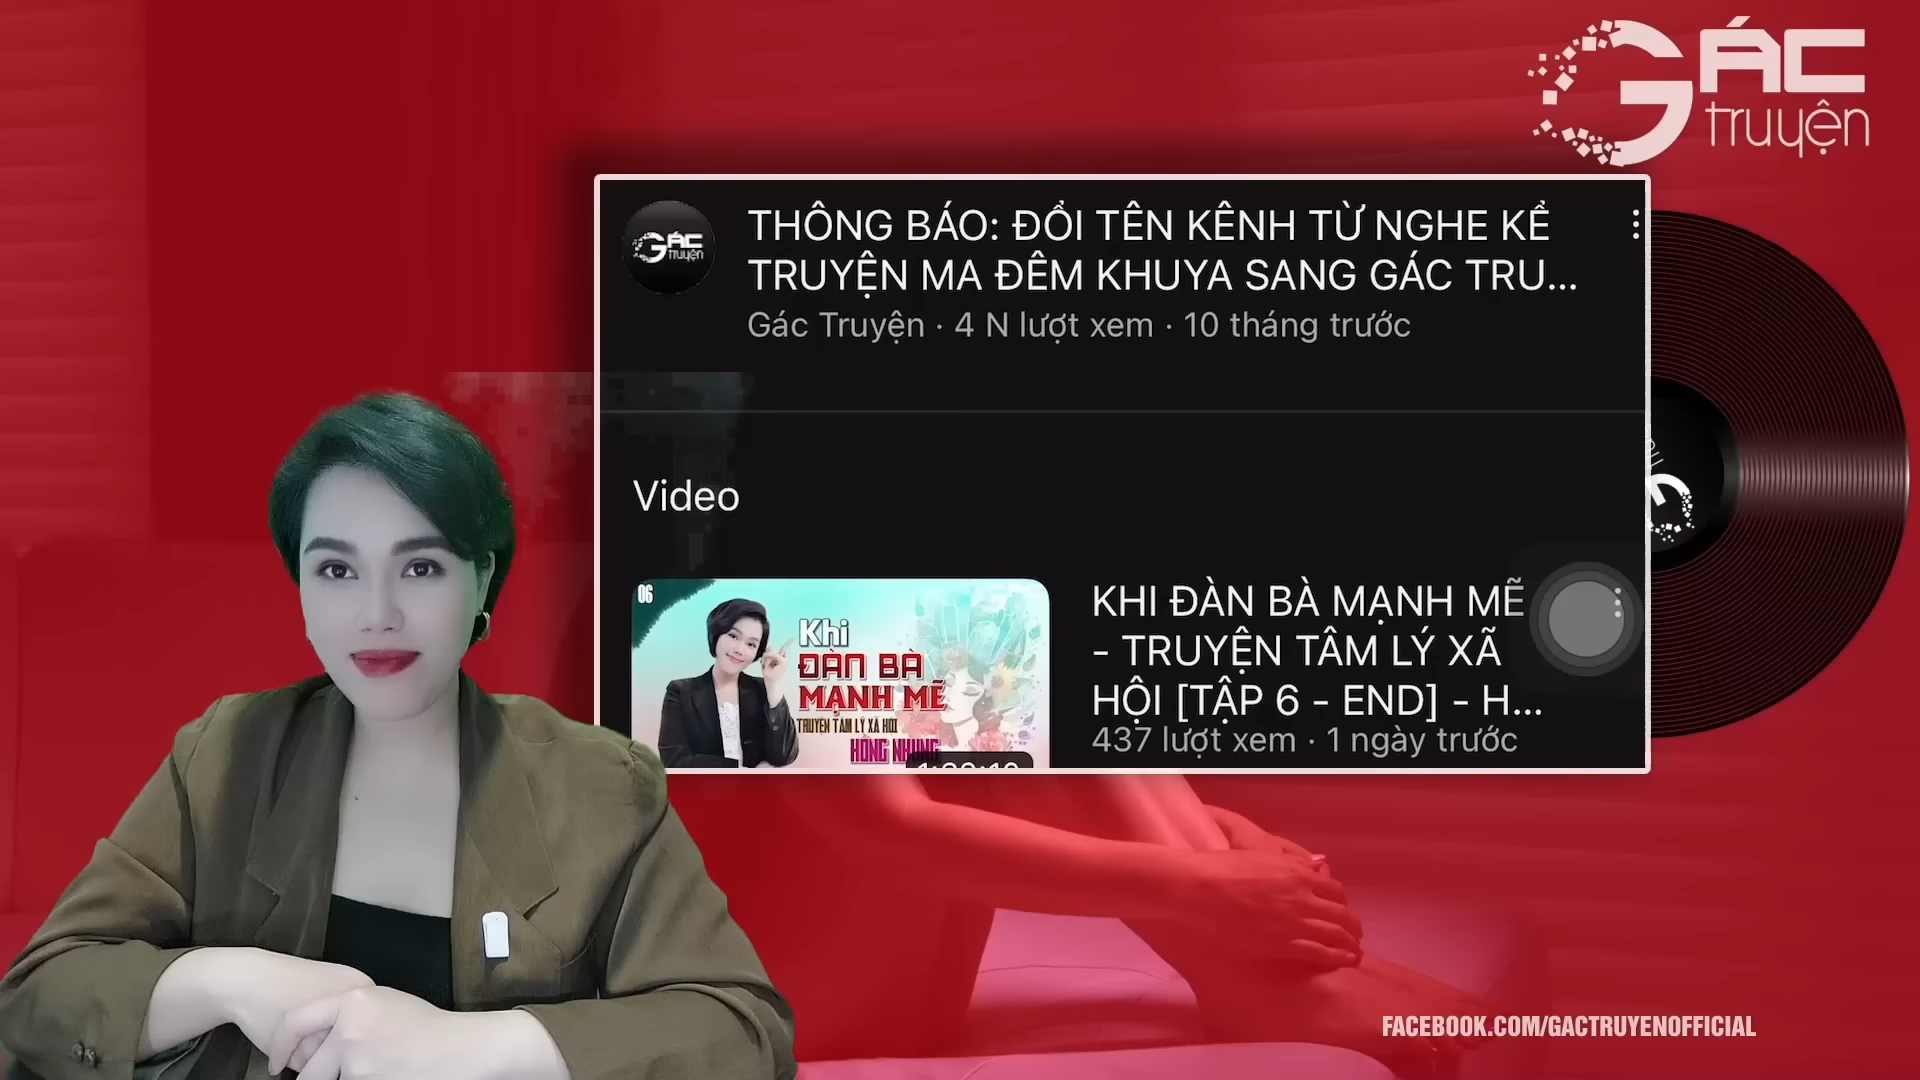 GÁC
truyện
GÁC
truyện
THÔNG BÁO: ĐỔI TÊN KÊNH TỪ NGHE KỂ
TRUYỆN MA ĐÊM KHUYA SANG GÁC TRU...
Gác Truyện · 4 N lượt xem · 10 tháng trước
Video
06
Khi
ĐÀN BÀ
MẠNH MẼ
TRUYỆN TÂM LÝ XÃ HỘI
HỒNG NHUNG
KHI ĐÀN BÀ MẠNH MẼ
- TRUYỆN TÂM LÝ XÃ
HỘI [TẬP 6 - END] - H...
437 lượt xem · 1 ngày trước
FACEBOOK.COM/GACTRUYENOFFICIAL